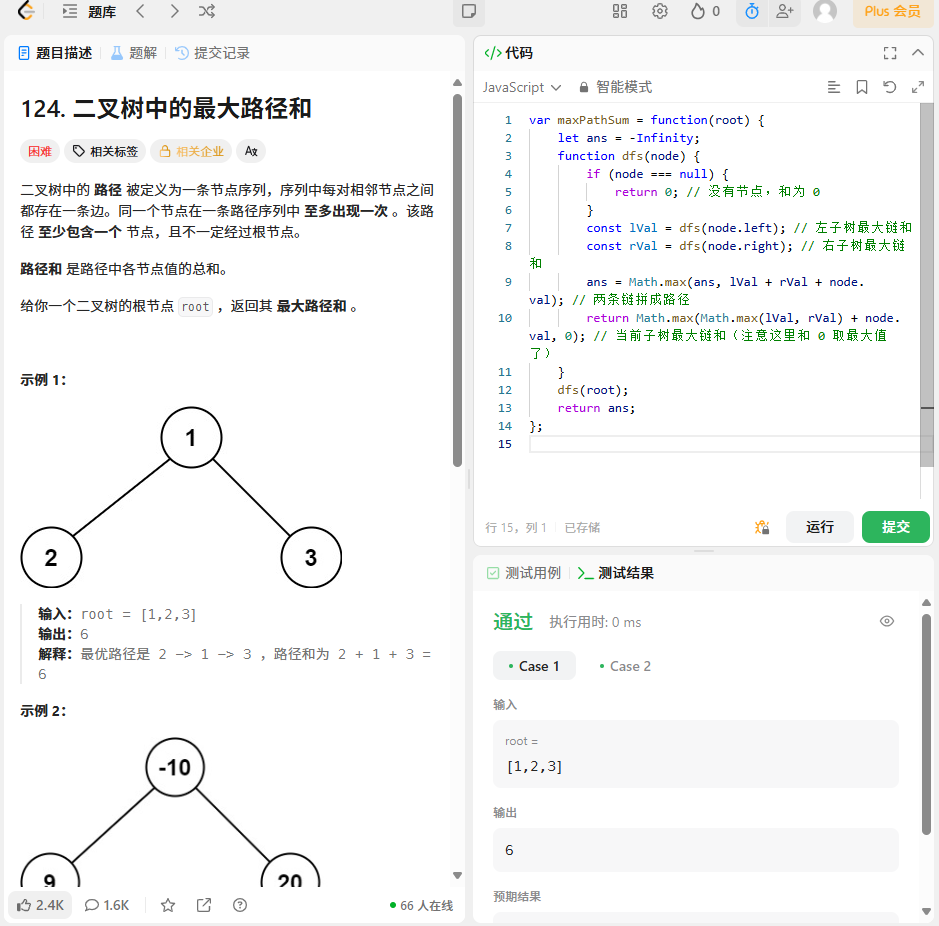 题库
0
Plus 会员
题目描述
题解
提交记录
124. 二叉树中的最大路径和
困难
相关标签
相关企业
二叉树中的 路径 被定义为一条节点序列，序列中每对相邻节点之间
都存在一条边。同一个节点在一条路径序列中 至多出现一次 。该路
径 至少包含一个 节点，且不一定经过根节点。
路径和 是路径中各节点值的总和。
给你一个二叉树的根节点 root ，返回其 最大路径和 。
示例 1：
1
2
3
输入：root = [1,2,3]
输出：6
解释：最优路径是 2 -> 1 -> 3 ，路径和为 2 + 1 + 3 =
6
示例 2：
-10
9
20
2.4K
1.6K
66 人在线
</> 代码
JavaScript
智能模式
1 var maxPathSum = function(root) {
2 let ans = -Infinity;
3 function dfs(node) {
4 if (node === null) {
5 return 0; // 没有节点，和为 0
6 }
7 const lVal = dfs(node.left); // 左子树最大链和
8 const rVal = dfs(node.right); // 右子树最大链
和
9 ans = Math.max(ans, lVal + rVal + node.
val); // 两条链拼成路径
10 return Math.max(Math.max(lVal, rVal) + node.
val, 0); // 当前子树最大链和（注意这里和 0 取最大值
了）
11 }
12 dfs(root);
13 return ans;
14 };
15
行 15，列 1
已存储
运行
提交
测试用例
测试结果
通过
执行用时: 0 ms
Case 1
Case 2
输入
root =
[1,2,3]
输出
6
预期结果